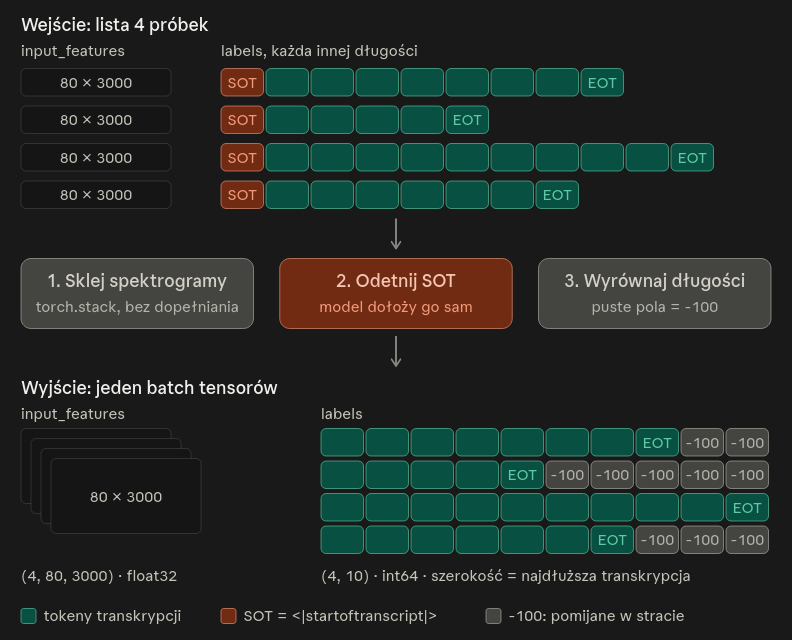 Wejście: lista 4 próbek
input_features
labels, każda innej długości
80 × 3000
SOT
EOT
80 × 3000
SOT
EOT
80 × 3000
SOT
EOT
80 × 3000
SOT
EOT
1. Sklej spektrogramy
torch.stack, bez dopełniania
2. Odetnij SOT
model dołoży go sam
3. Wyrównaj długości
puste pola = -100
Wyjście: jeden batch tensorów
input_features
labels
80 × 3000
EOT -100 -100
EOT -100 -100 -100 -100 -100
EOT
EOT -100 -100 -100
(4, 80, 3000) · float32
(4, 10) · int64 · szerokość = najdłuższa transkrypcja
tokeny transkrypcji
SOT = <|startoftranscript|>
-100: pomijane w stracie